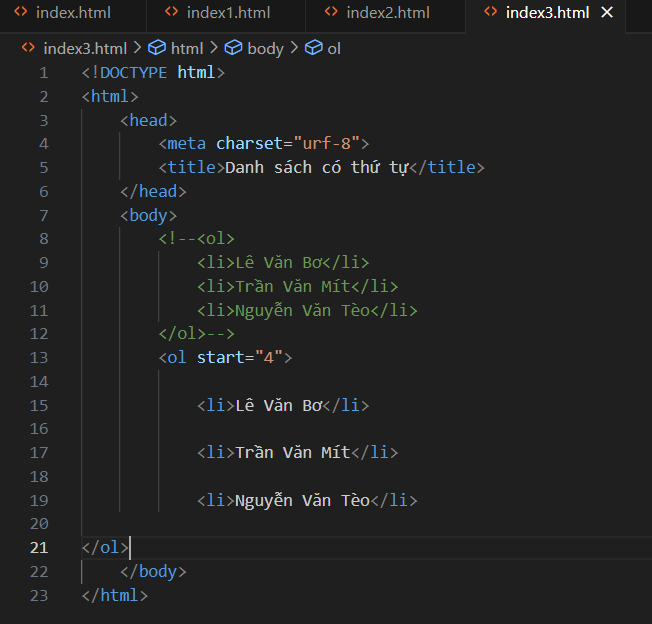 index.html index1.html index2.html index3.html
index3.html > html > body > ol
1 <!DOCTYPE html>
2 <html>
3     <head>
4         <meta charset="urf-8">
5         <title>Danh sách có thứ tự</title>
6     </head>
7     <body>
8         <!--<ol>
9             <li>Lê Văn Bơ</li>
10             <li>Trần Văn Mít</li>
11             <li>Nguyễn Văn Tèo</li>
12         </ol>-->
13         <ol start="4">
14
15             <li>Lê Văn Bơ</li>
16
17             <li>Trần Văn Mít</li>
18
19             <li>Nguyễn Văn Tèo</li>
20
21 </ol>
22     </body>
23 </html>